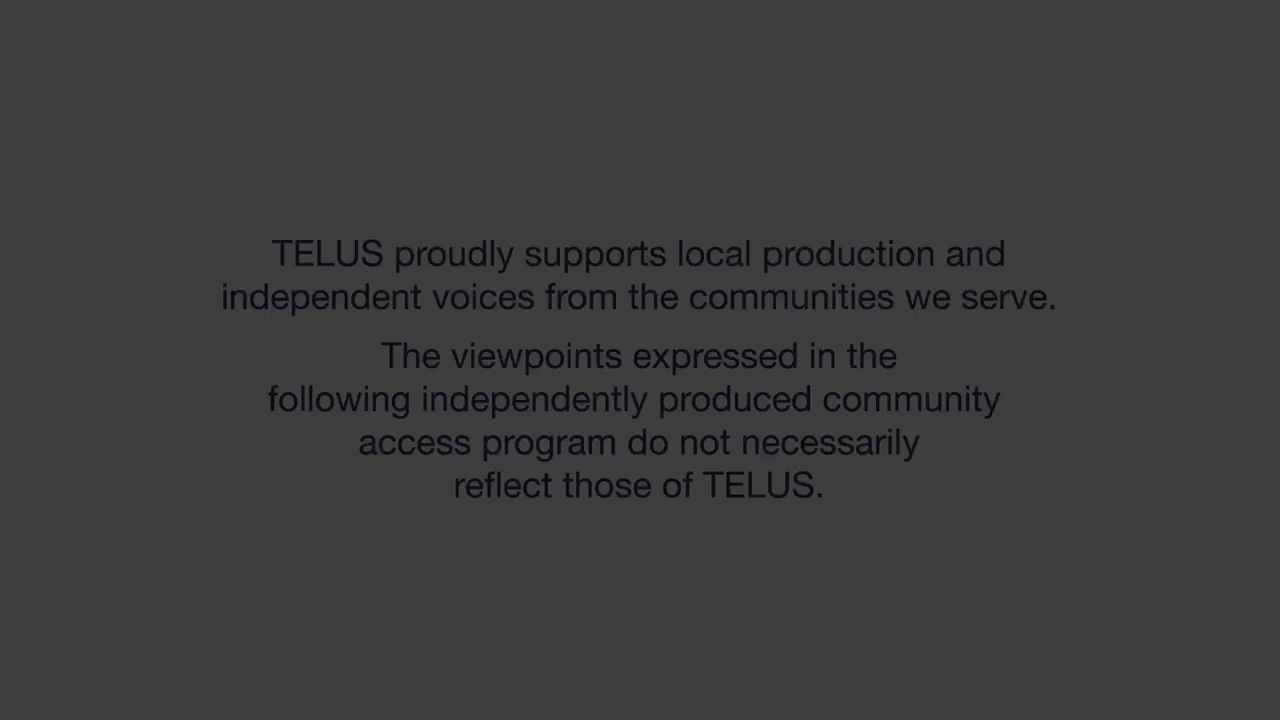 TELUS proudly supports local production and
independent voices from the communities we serve.
The viewpoints expressed in the
following independently produced community
access program do not necessarily
reflect those of TELUS.